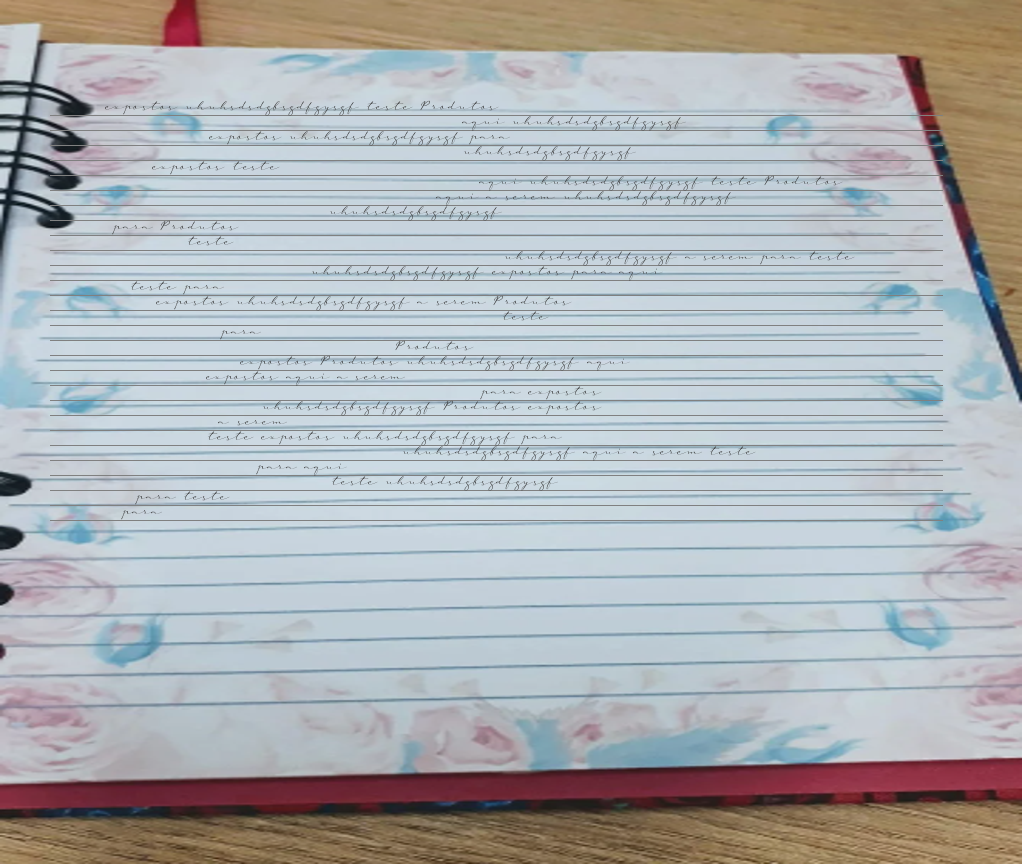 expostos uhuhsdsdgbsgdfgysgf teste Produtos
aqui uhuhsdsdgbsgdfgysgf
expostos uhuhsdsdgbsgdfgysgf para
uhuhsdsdgbsgdfgysgf
expostos teste
aqui uhuhsdsdgbsgdfgysgf teste Produtos
aqui a serem uhuhsdsdgbsgdfgysgf
uhuhsdsdgbsgdfgysgf
para Produtos
teste
uhuhsdsdgbsgdfgysgf a serem para teste
uhuhsdsdgbsgdfgysgf expostos para aqui
teste para
expostos uhuhsdsdgbsgdfgysgf a serem Produtos
teste
para
Produtos
expostos Produtos uhuhsdsdgbsgdfgysgf aqui
expostos aqui a serem
para expostos
uhuhsdsdgbsgdfgysgf Produtos expostos
a serem
teste expostos uhuhsdsdgbsgdfgysgf para
uhuhsdsdgbsgdfgysgf aqui a serem teste
para aqui
teste uhuhsdsdgbsgdfgysgf
para teste
para